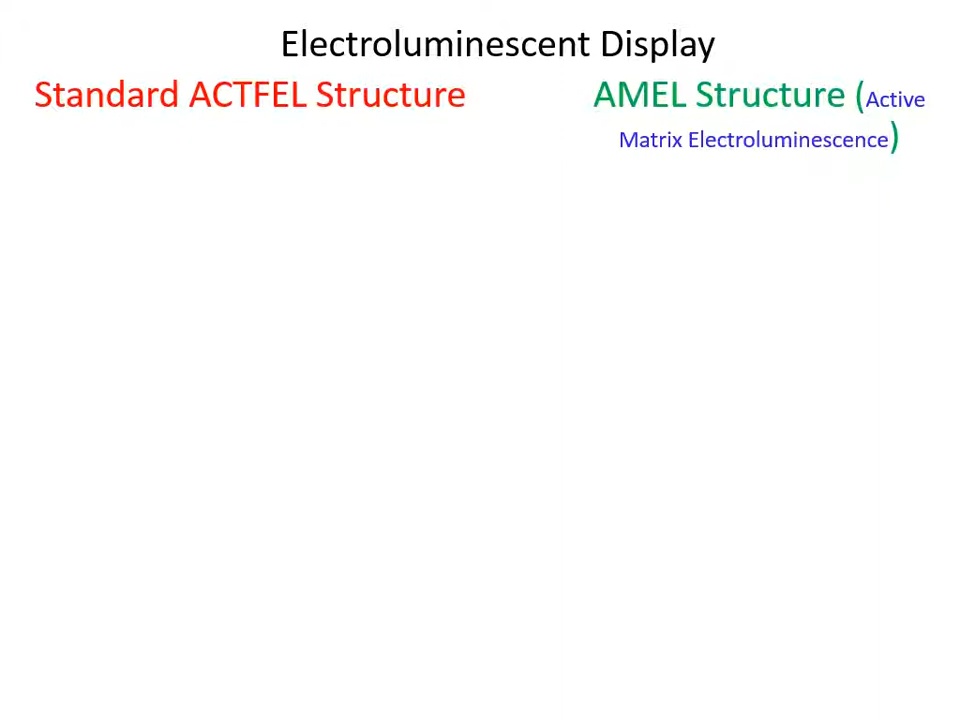 Electroluminescent Display
Standard ACTFEL Structure
AMEL Structure (Active
Matrix Electroluminescence)